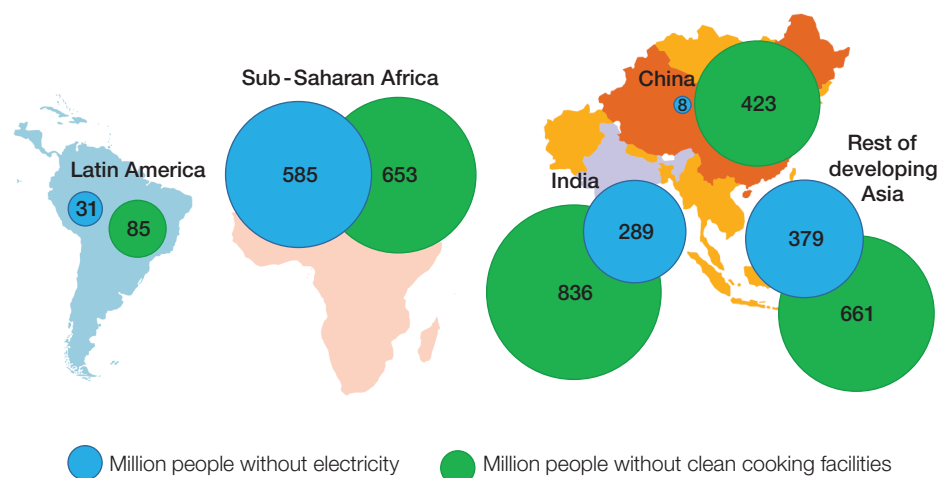 Latin America
31
85
Sub-Saharan Africa
585
653
China
8
423
India
289
836
Rest of
developing
Asia
379
661
Million people without electricity
Million people without clean cooking facilities